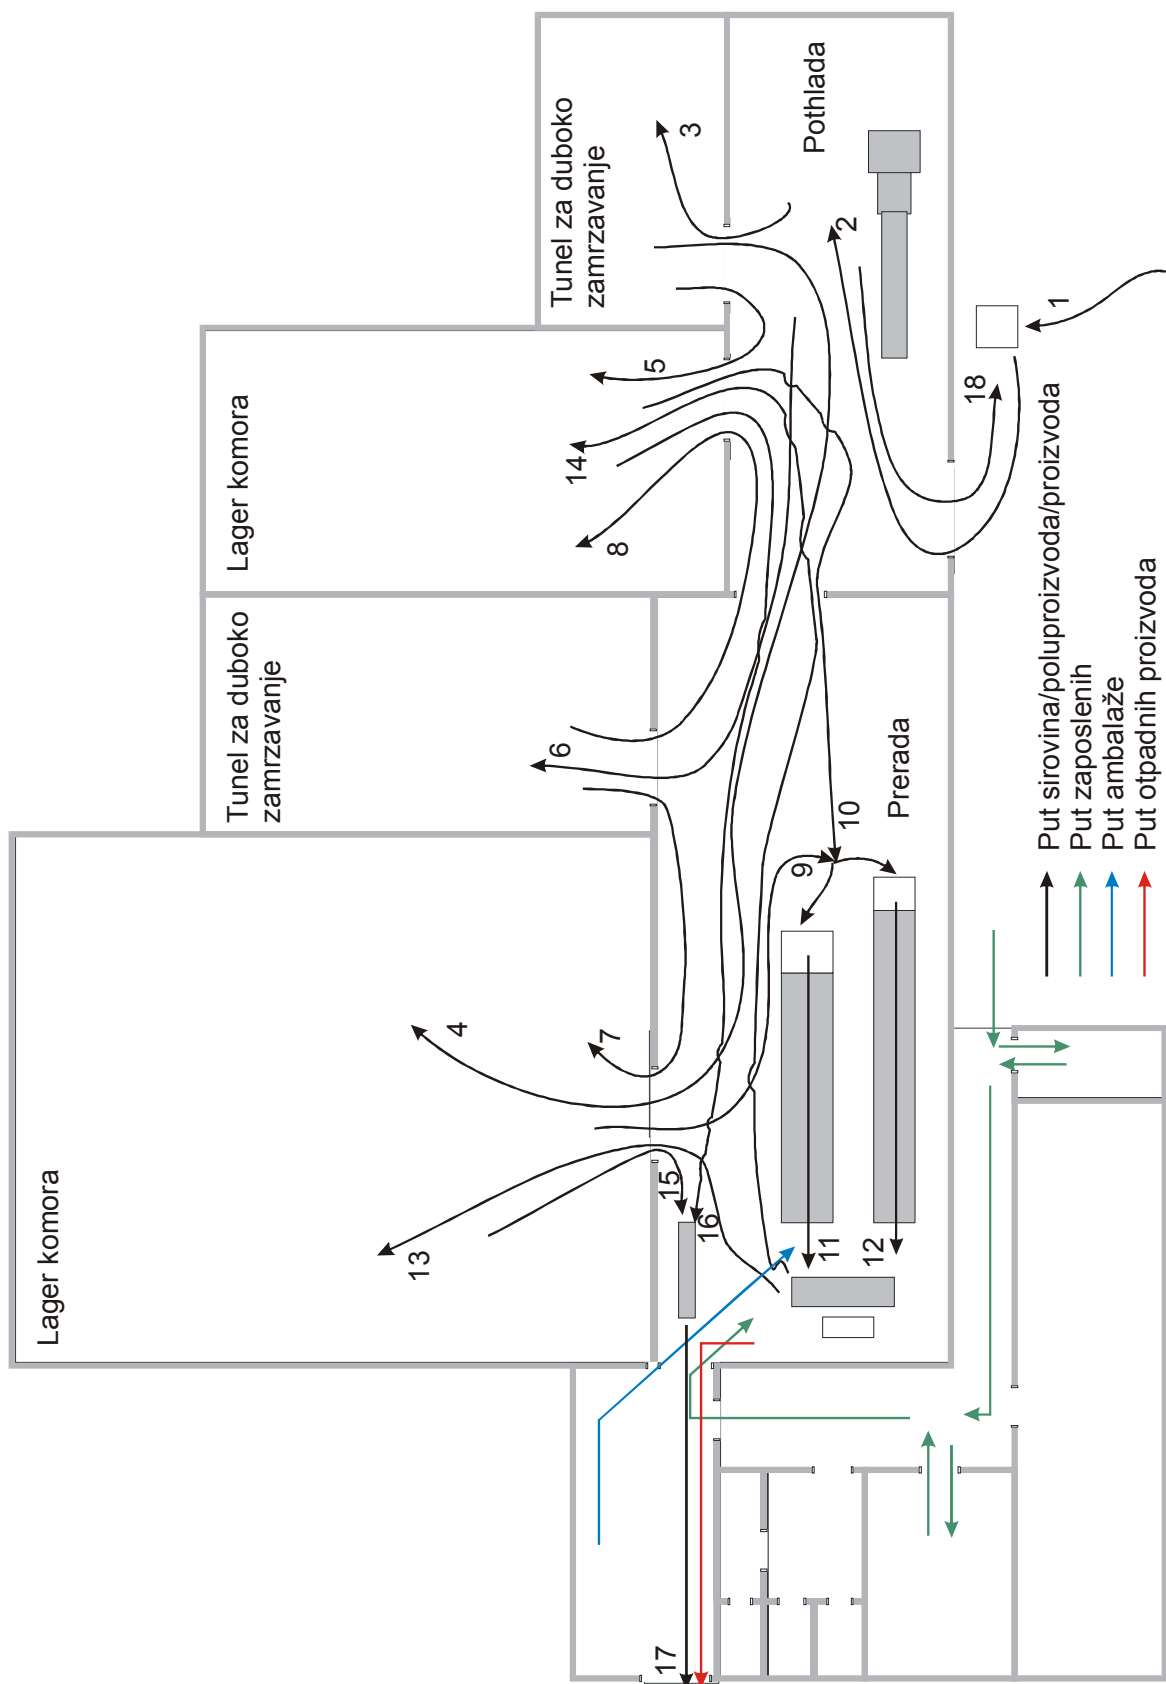 Lager komora
Tunel za duboko
zamrzavanje
Lager komora
Tunel za duboko
zamrzavanje
Pothlada
Prerada
1
2
3
4
5
6
7
8
9
10
11
12
13
14
15
16
17
18
Put sirovina/poluproizvoda/proizvoda
Put zaposlenih
Put ambalaže
Put otpadnih proizvoda